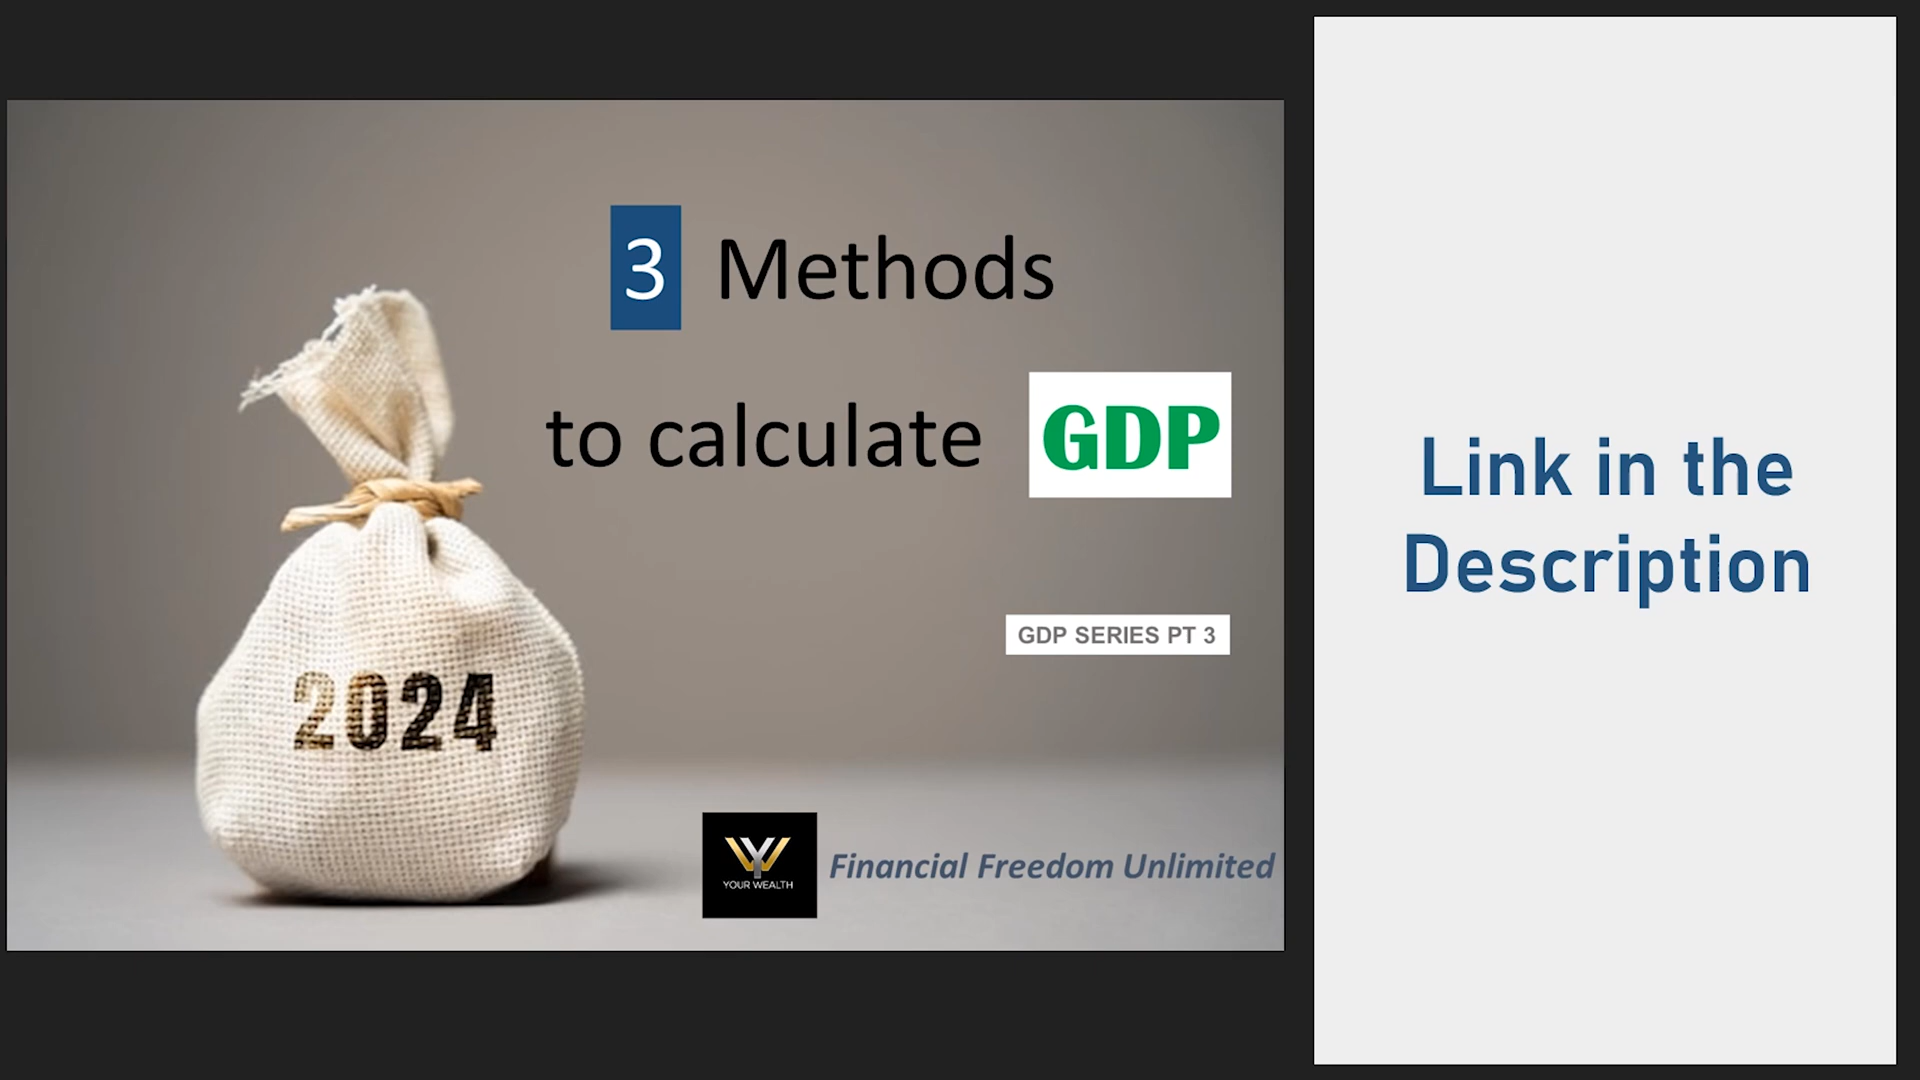 3 Methods
to calculate GDP
GDP SERIES PT 3
2024
YOUR WEALTH
Financial Freedom Unlimited
Link in the
Description